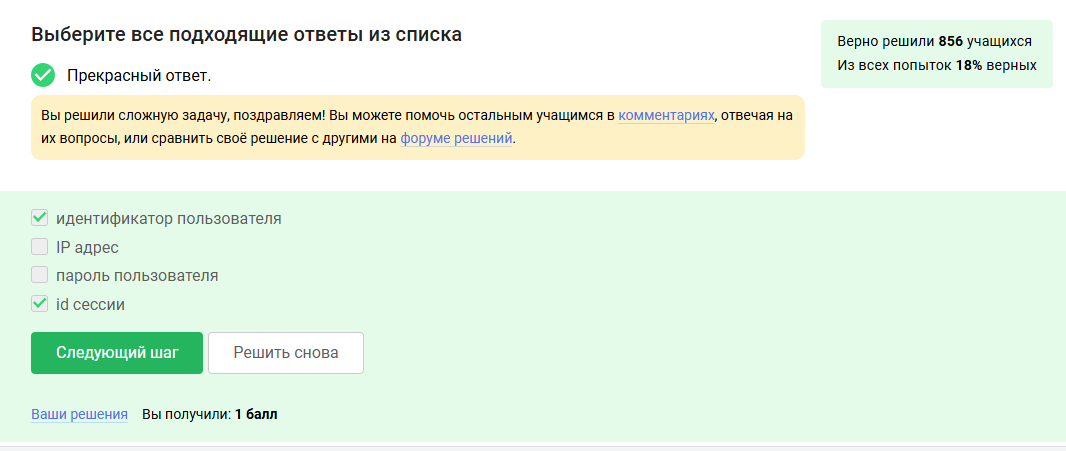 Выберите все подходящие ответы из списка
Верно решили 856 учащихся
Из всех попыток 18% верных
Прекрасный ответ.
Вы решили сложную задачу, поздравляем! Вы можете помочь остальным учащимся в комментариях, отвечая на
их вопросы, или сравнить своё решение с другими на форуме решений.
идентификатор пользователя
IP адрес
пароль пользователя
id сессии
Следующий шаг
Решить снова
Ваши решения Вы получили: 1 балл